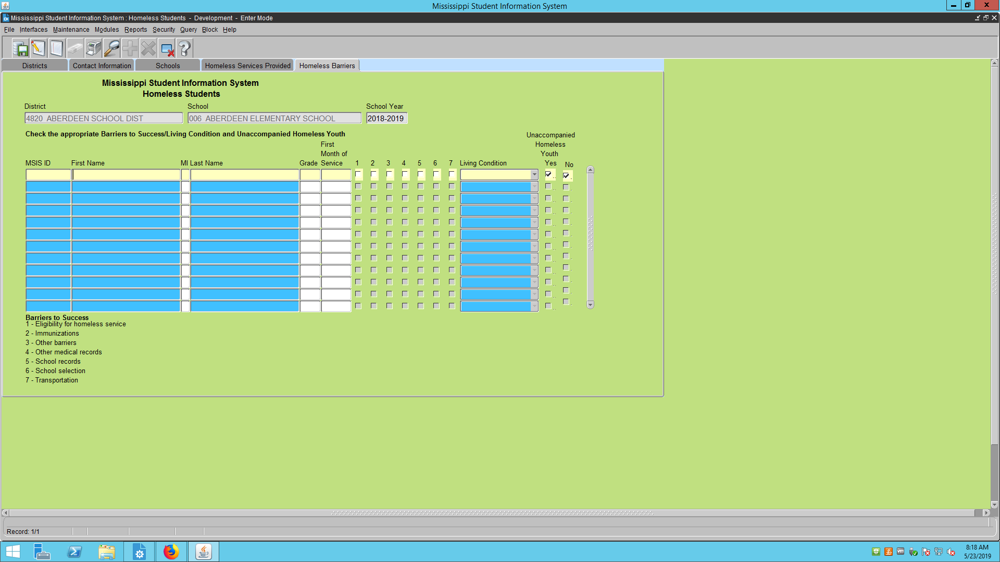 Mississippi Student Information System
Mississippi Student Information System : Homeless Students - Development - Enter Mode
File Interfaces Maintenance Modules Reports Security Query Block Help
Districts Contact Information Schools Homeless Services Provided Homeless Barriers
Mississippi Student Information System
Homeless Students
District School School Year
4820 ABERDEEN SCHOOL DIST 006 ABERDEEN ELEMENTARY SCHOOL 2018-2019
Check the appropriate Barriers to Success/Living Condition and Unaccompanied Homeless Youth
Unaccompanied
Homeless
Youth
First
Month of
MSIS ID First Name MI Last Name Grade Service 1 2 3 4 5 6 7 Living Condition Yes No
Barriers to Success
1 - Eligibility for homeless service
2 - Immunizations
3 - Other barriers
4 - Other medical records
5 - School records
6 - School selection
7 - Transportation
Record: 1/1
8:18 AM
5/23/2019